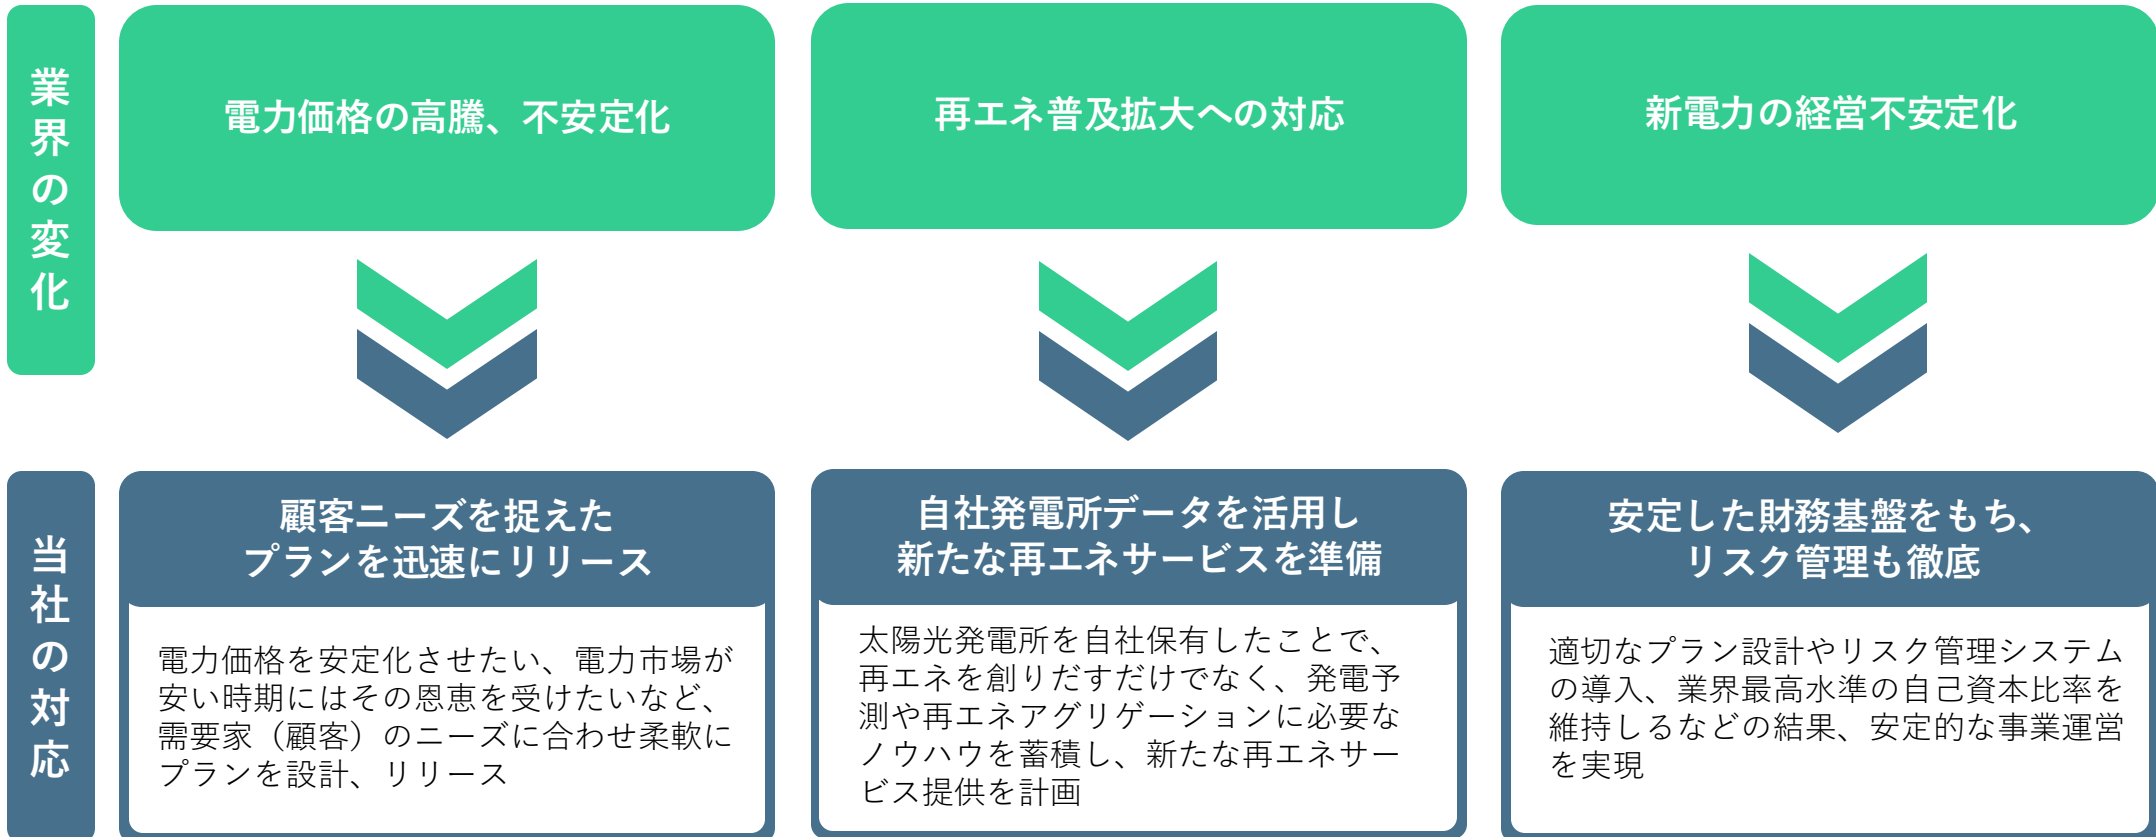 業界の変化
電力価格の高騰、不安定化
再エネ普及拡大への対応
新電力の経営不安定化
当社の対応
顧客ニーズを捉えた
プランを迅速にリリース
電力価格を安定化させたい、電力市場が
安い時期にはその恩恵を受けたいなど、
需要家（顧客）のニーズに合わせ柔軟に
プランを設計、リリース
自社発電所データを活用し
新たな再エネサービスを準備
太陽光発電所を自社保有したことで、
再エネを創りだすだけでなく、発電予
測や再エネアグリゲーションに必要な
ノウハウを蓄積し、新たな再エネサー
ビス提供を計画
安定した財務基盤をもち、
リスク管理も徹底
適切なプラン設計やリスク管理システム
の導入、業界最高水準の自己資本比率を
維持しるなどの結果、安定的な事業運営
を実現